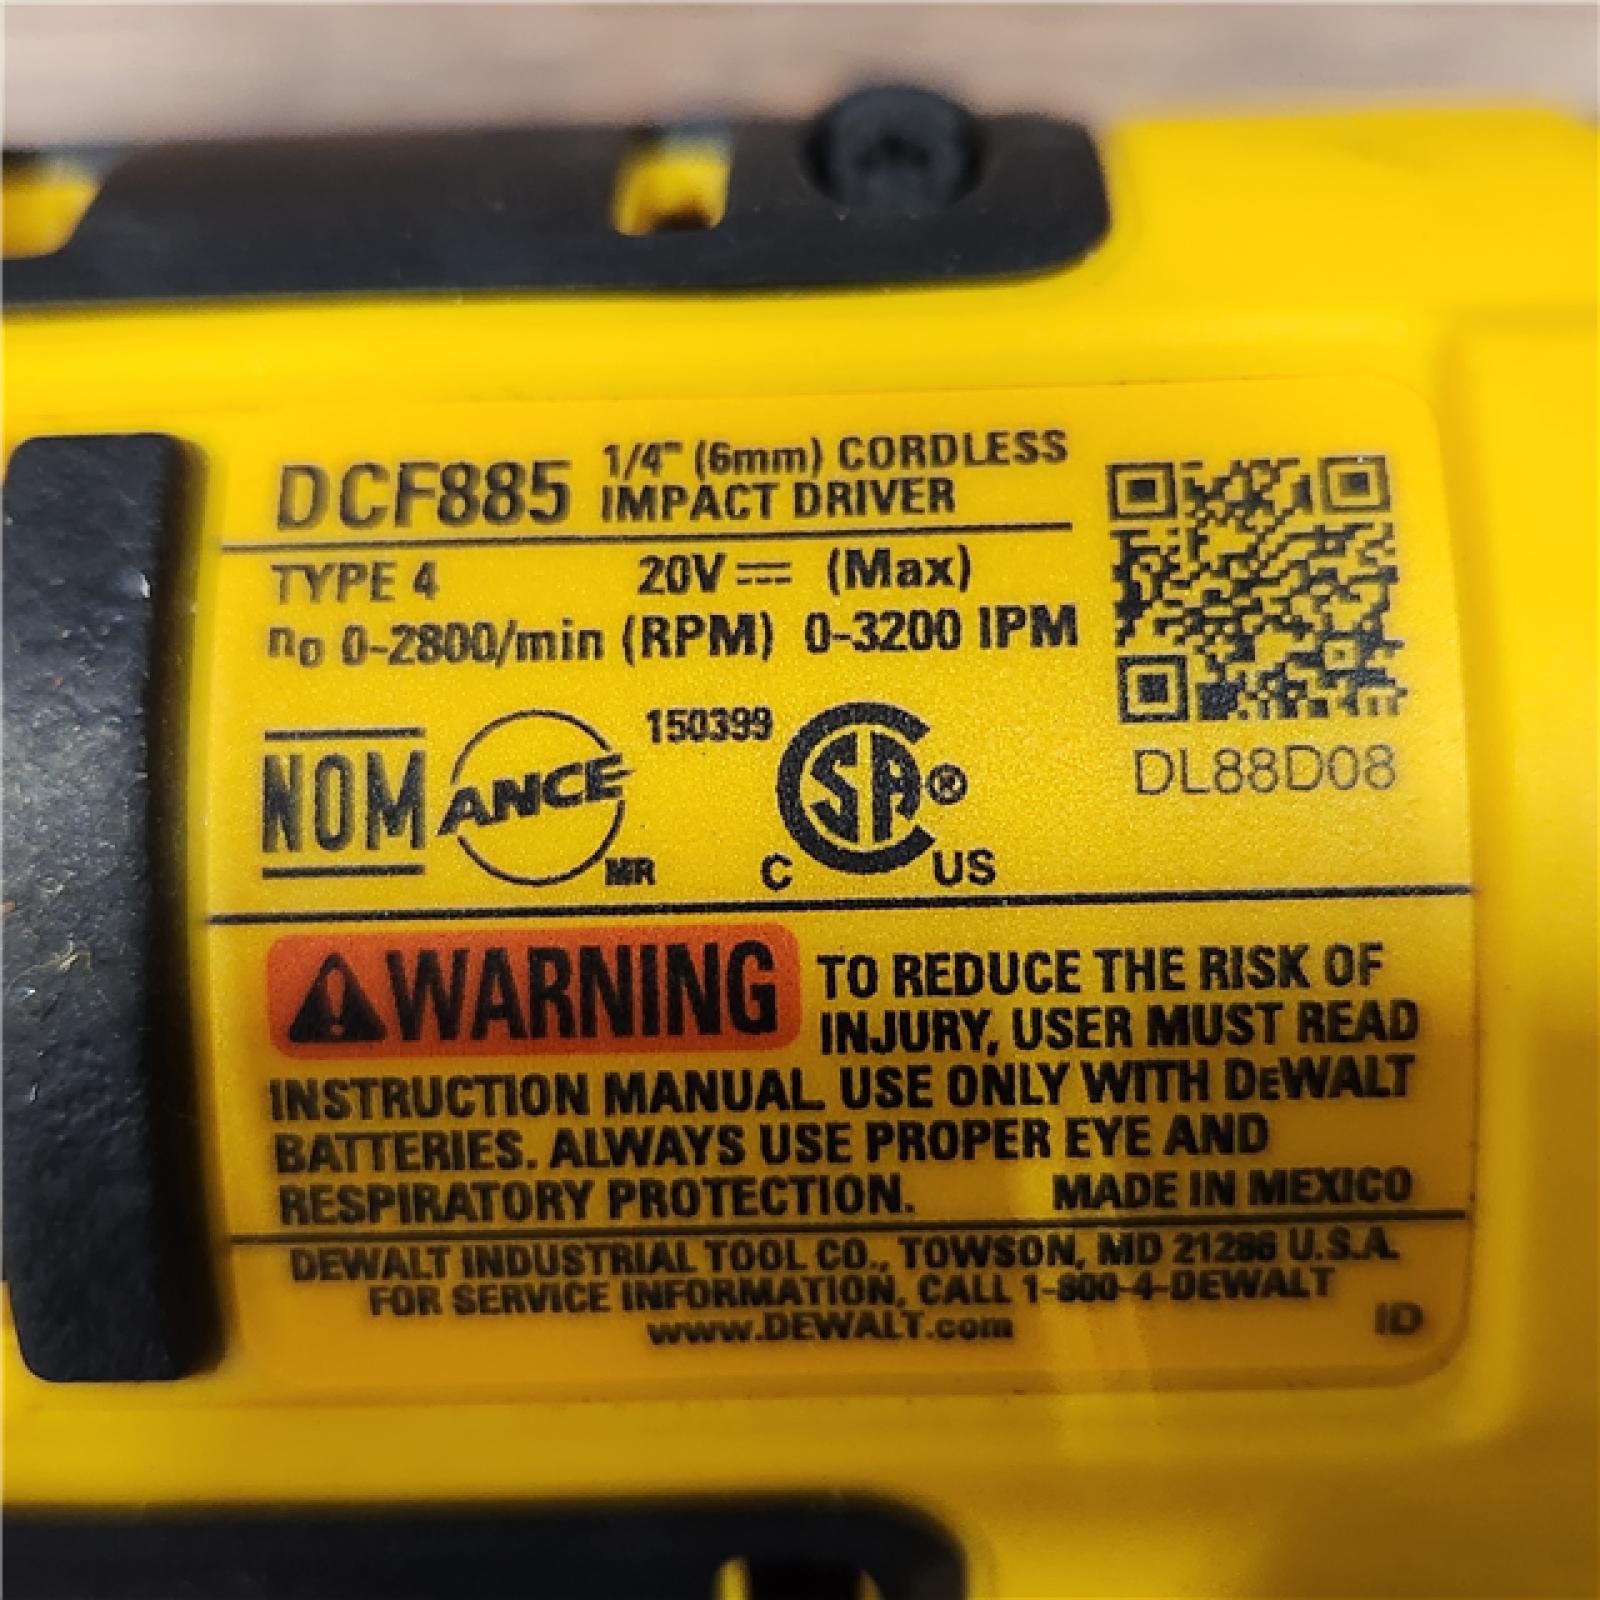 DCF885 1/4" (6mm) CORDLESS
IMPACT DRIVER
TYPE 4 20V⎓ (Max)
n₀ 0-2800/min (RPM) 0-3200 IPM
NOM ANCE MR 150399 CSA® C US
DL88D08
WARNING TO REDUCE THE RISK OF
INJURY, USER MUST READ
INSTRUCTION MANUAL. USE ONLY WITH DEWALT
BATTERIES. ALWAYS USE PROPER EYE AND
RESPIRATORY PROTECTION. MADE IN MEXICO
DEWALT INDUSTRIAL TOOL CO., TOWSON, MD 21286 U.S.A.
FOR SERVICE INFORMATION, CALL 1-800-4-DEWALT
www.DEWALT.com ID